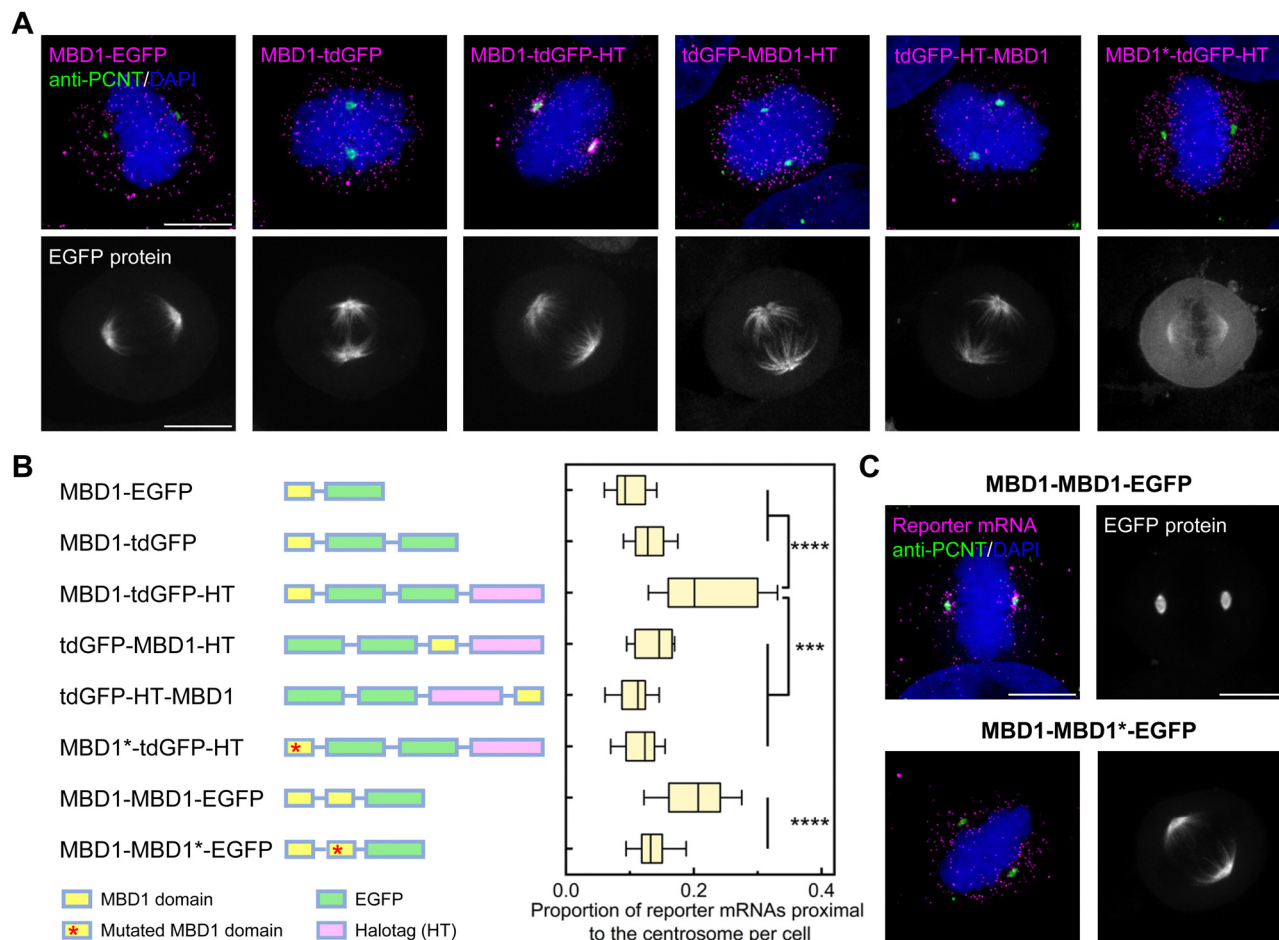 A
MBD1-EGFP
anti-PCNT/DAPI
MBD1-tdGFP
MBD1-tdGFP-HT
tdGFP-MBD1-HT
tdGFP-HT-MBD1
MBD1*-tdGFP-HT
EGFP protein
B
MBD1-EGFP
MBD1-tdGFP
MBD1-tdGFP-HT
tdGFP-MBD1-HT
tdGFP-HT-MBD1
MBD1*-tdGFP-HT
MBD1-MBD1-EGFP
MBD1-MBD1*-EGFP
*
*
MBD1 domain
EGFP
* Mutated MBD1 domain
Halotag (HT)
****
***
****
0.0
0.2
0.4
Proportion of reporter mRNAs proximal
to the centrosome per cell
C
MBD1-MBD1-EGFP
Reporter mRNA
anti-PCNT/DAPI
EGFP protein
MBD1-MBD1*-EGFP